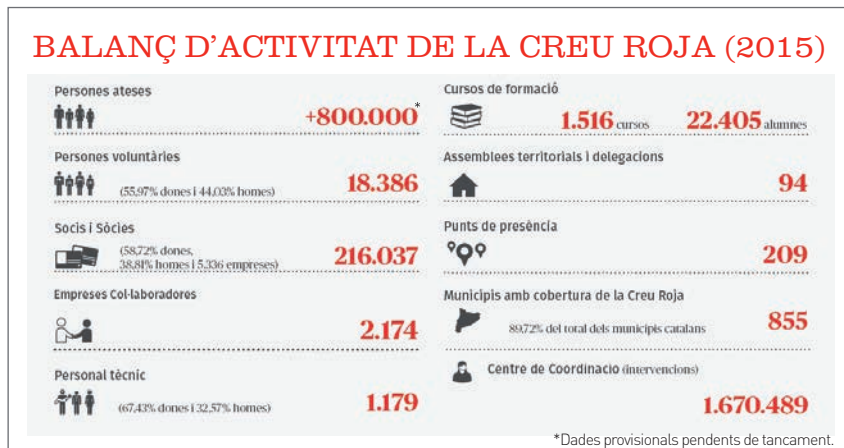 BALANÇ D’ACTIVITAT DE LA CREU ROJA (2015)
Persones ateses
+800.000*
Persones voluntàries
(55,97% dones i 44,03% homes)
18.386
Socis i Sòcies
(58,72% dones,
38,81% homes i 5.336 empreses)
216.037
Empreses Col·laboradores
2.174
Personal tècnic
(67,43% dones i 32,57% homes)
1.179
Cursos de formació
1.516 cursos 22.405 alumnes
Assemblees territorials i delegacions
94
Punts de presència
209
Municipis amb cobertura de la Creu Roja
89,72% del total dels municipis catalans
855
Centre de Coordinacio (intervencions)
1.670.489
*Dades provisionals pendents de tancament.